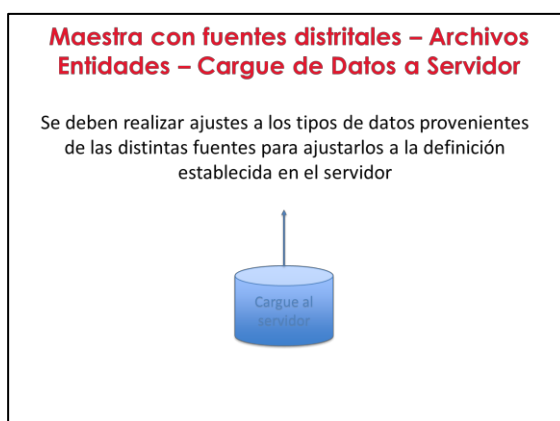 Maestra con fuentes distritales – Archivos
Entidades – Cargue de Datos a Servidor
Se deben realizar ajustes a los tipos de datos provenientes
de las distintas fuentes para ajustarlos a la definición
establecida en el servidor
Cargue al
servidor